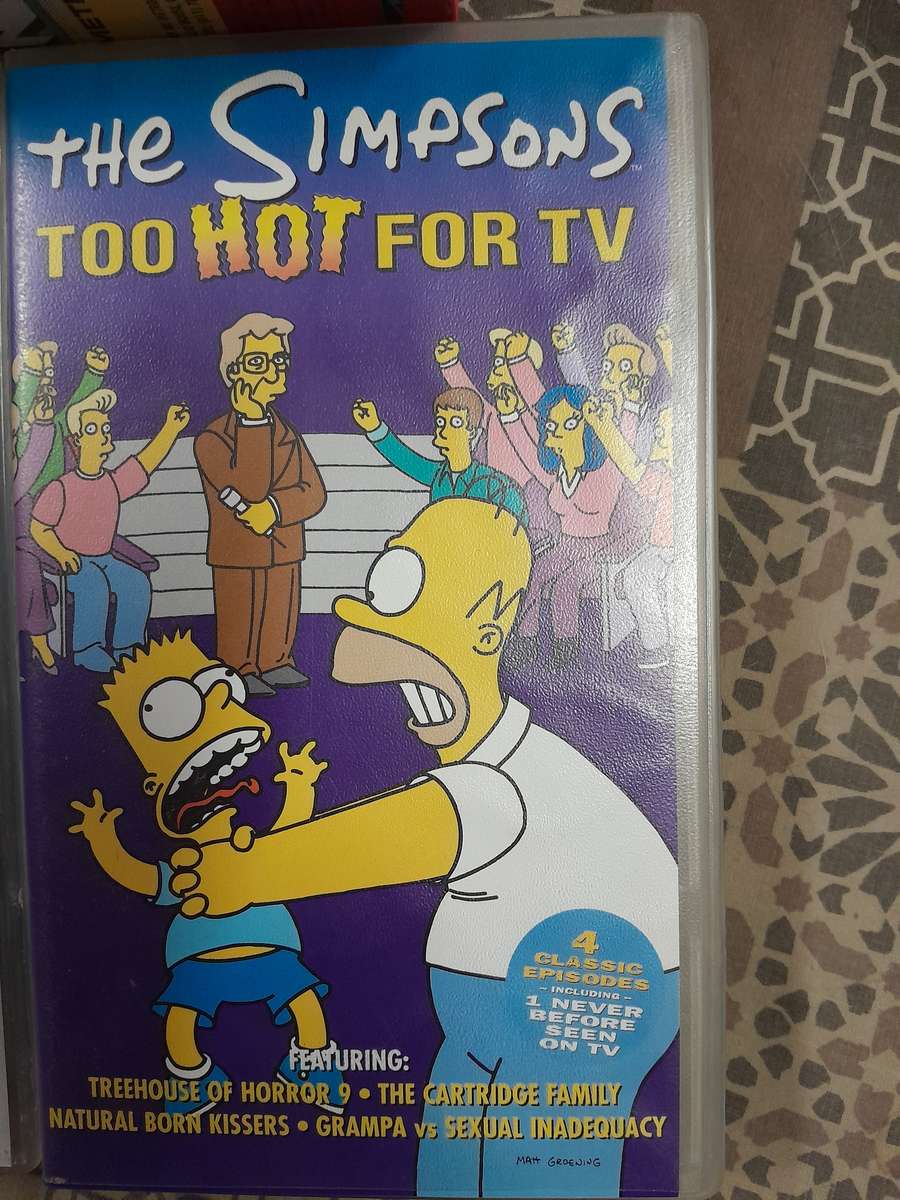 THE SIMPSONS™
TOO HOT FOR TV
4
CLASSIC
EPISODES
- INCLUDING -
1 NEVER
BEFORE
SEEN
ON TV
FEATURING:
TREEHOUSE OF HORROR 9 • THE CARTRIDGE FAMILY
NATURAL BORN KISSERS • GRAMPA vs SEXUAL INADEQUACY
MATT GROENING